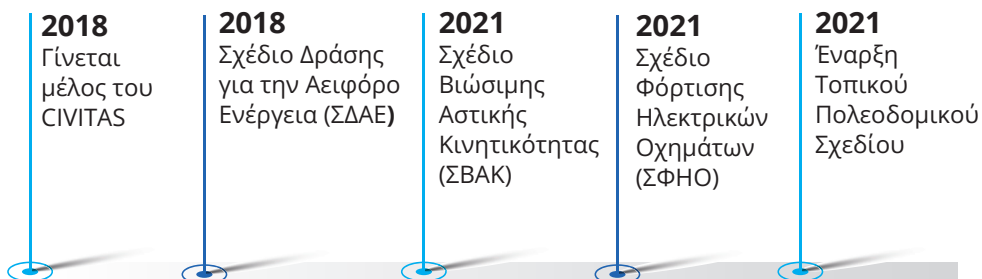 2018
Γίνεται
μέλος του
CIVITAS
2018
Σχέδιο Δράσης
για την Αειφόρο
Ενέργεια (ΣΔΑΕ)
2021
Σχέδιο
Βιώσιμης
Αστικής
Κινητικότητας
(ΣΒΑΚ)
2021
Σχέδιο
Φόρτισης
Ηλεκτρικών
Οχημάτων
(ΣΦΗΟ)
2021
Έναρξη
Τοπικού
Πολεοδομικού
Σχεδίου